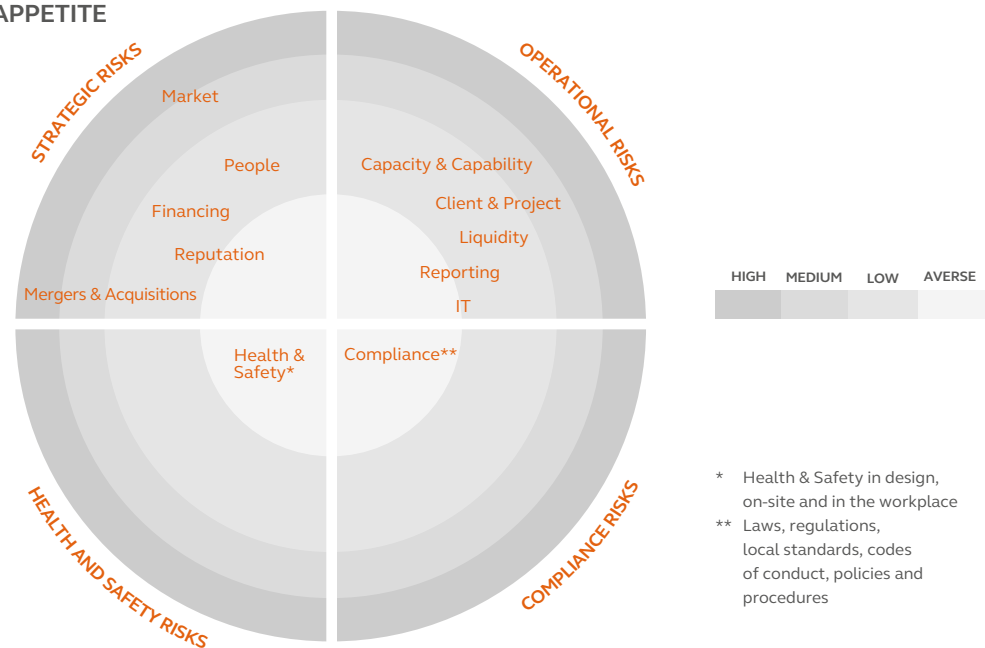 APPETITE
STRATEGIC RISKS
OPERATIONAL RISKS
Market
People
Financing
Reputation
Mergers & Acquisitions
Capacity & Capability
Client & Project
Liquidity
Reporting
IT
HIGH MEDIUM LOW AVERSE
Health &
Safety*
Compliance**
HEALTH AND SAFETY RISKS
COMPLIANCE RISKS
* Health & Safety in design,
on-site and in the workplace
** Laws, regulations,
local standards, codes
of conduct, policies and
procedures